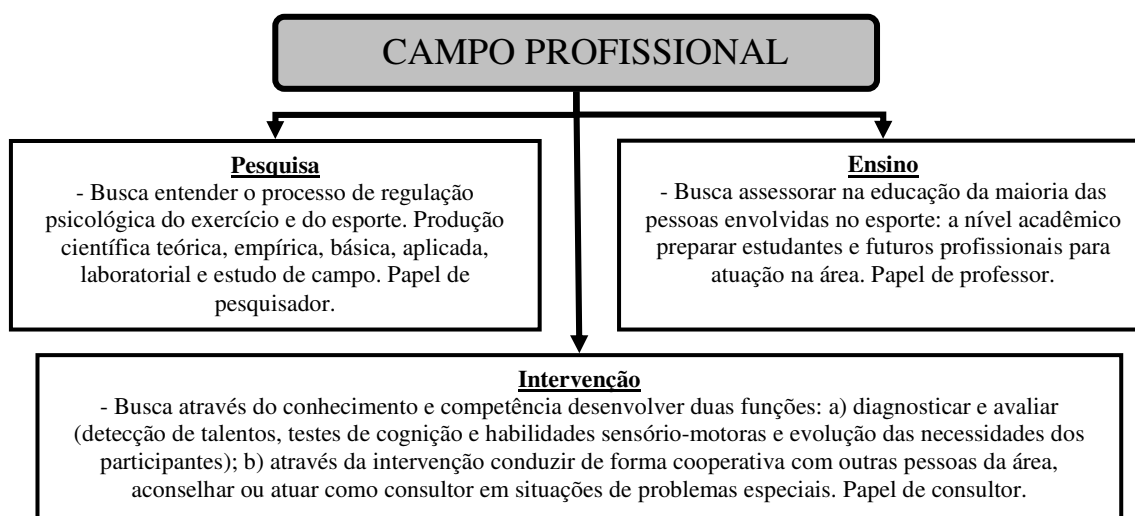 CAMPO PROFISSIONAL
Pesquisa
- Busca entender o processo de regulação
psicológica do exercício e do esporte. Produção
científica teórica, empírica, básica, aplicada,
laboratorial e estudo de campo. Papel de
pesquisador.
Ensino
- Busca assessorar na educação da maioria das
pessoas envolvidas no esporte: a nível acadêmico
preparar estudantes e futuros profissionais para
atuação na área. Papel de professor.
Intervenção
- Busca através do conhecimento e competência desenvolver duas funções: a) diagnosticar e avaliar
(detecção de talentos, testes de cognição e habilidades sensório-motoras e evolução das necessidades dos
participantes); b) através da intervenção conduzir de forma cooperativa com outras pessoas da área,
aconselhar ou atuar como consultor em situações de problemas especiais. Papel de consultor.